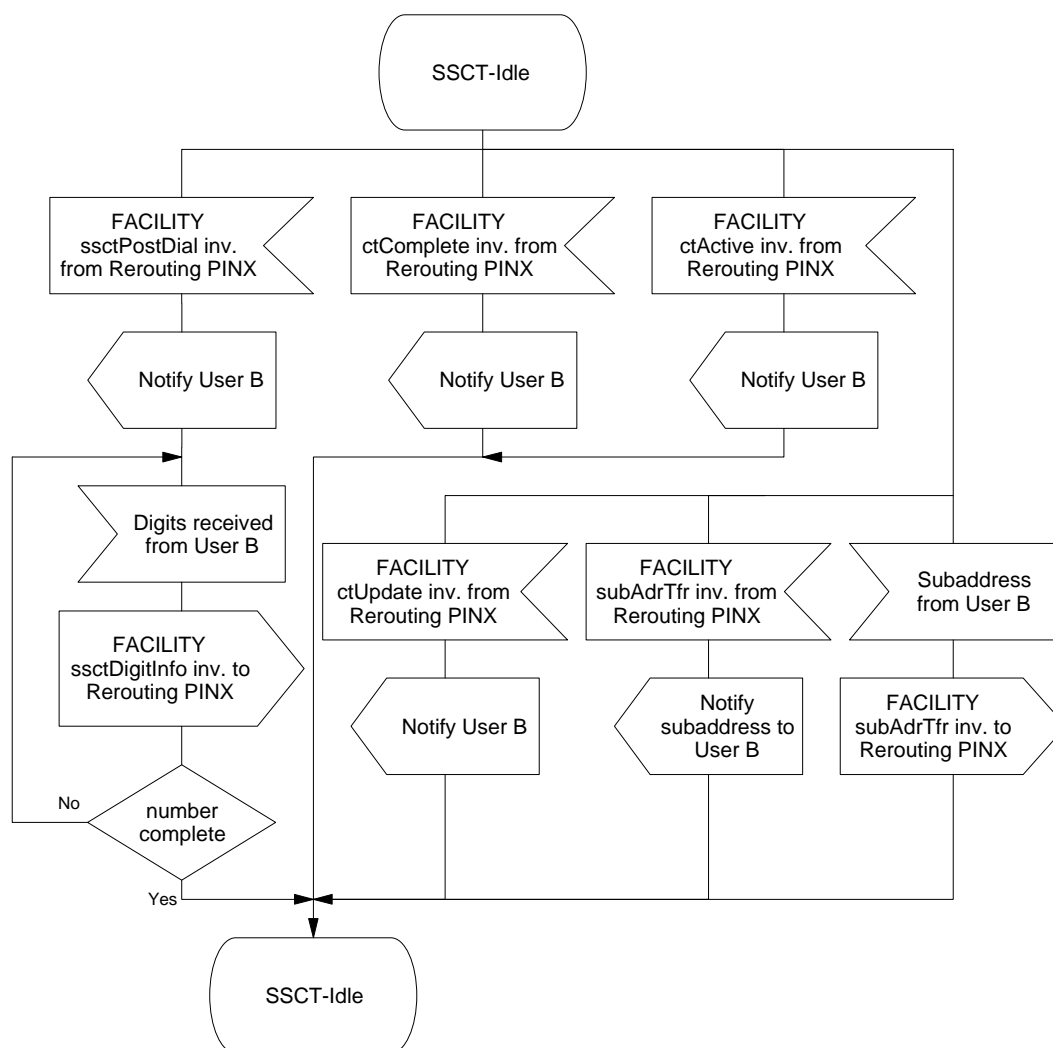 SSCT-Idle
FACILITY
ssctPostDial inv.
from Rerouting PINX
FACILITY
ctComplete inv. from
Rerouting PINX
FACILITY
ctActive inv. from
Rerouting PINX
Notify User B
Notify User B
Notify User B
Digits received
from User B
FACILITY
ssctDigitInfo inv. to
Rerouting PINX
No
number
complete
Yes
FACILITY
ctUpdate inv. from
Rerouting PINX
FACILITY
subAdrTfr inv. from
Rerouting PINX
Subaddress
from User B
Notify User B
Notify
subaddress to
User B
FACILITY
subAdrTfr inv. to
Rerouting PINX
SSCT-Idle